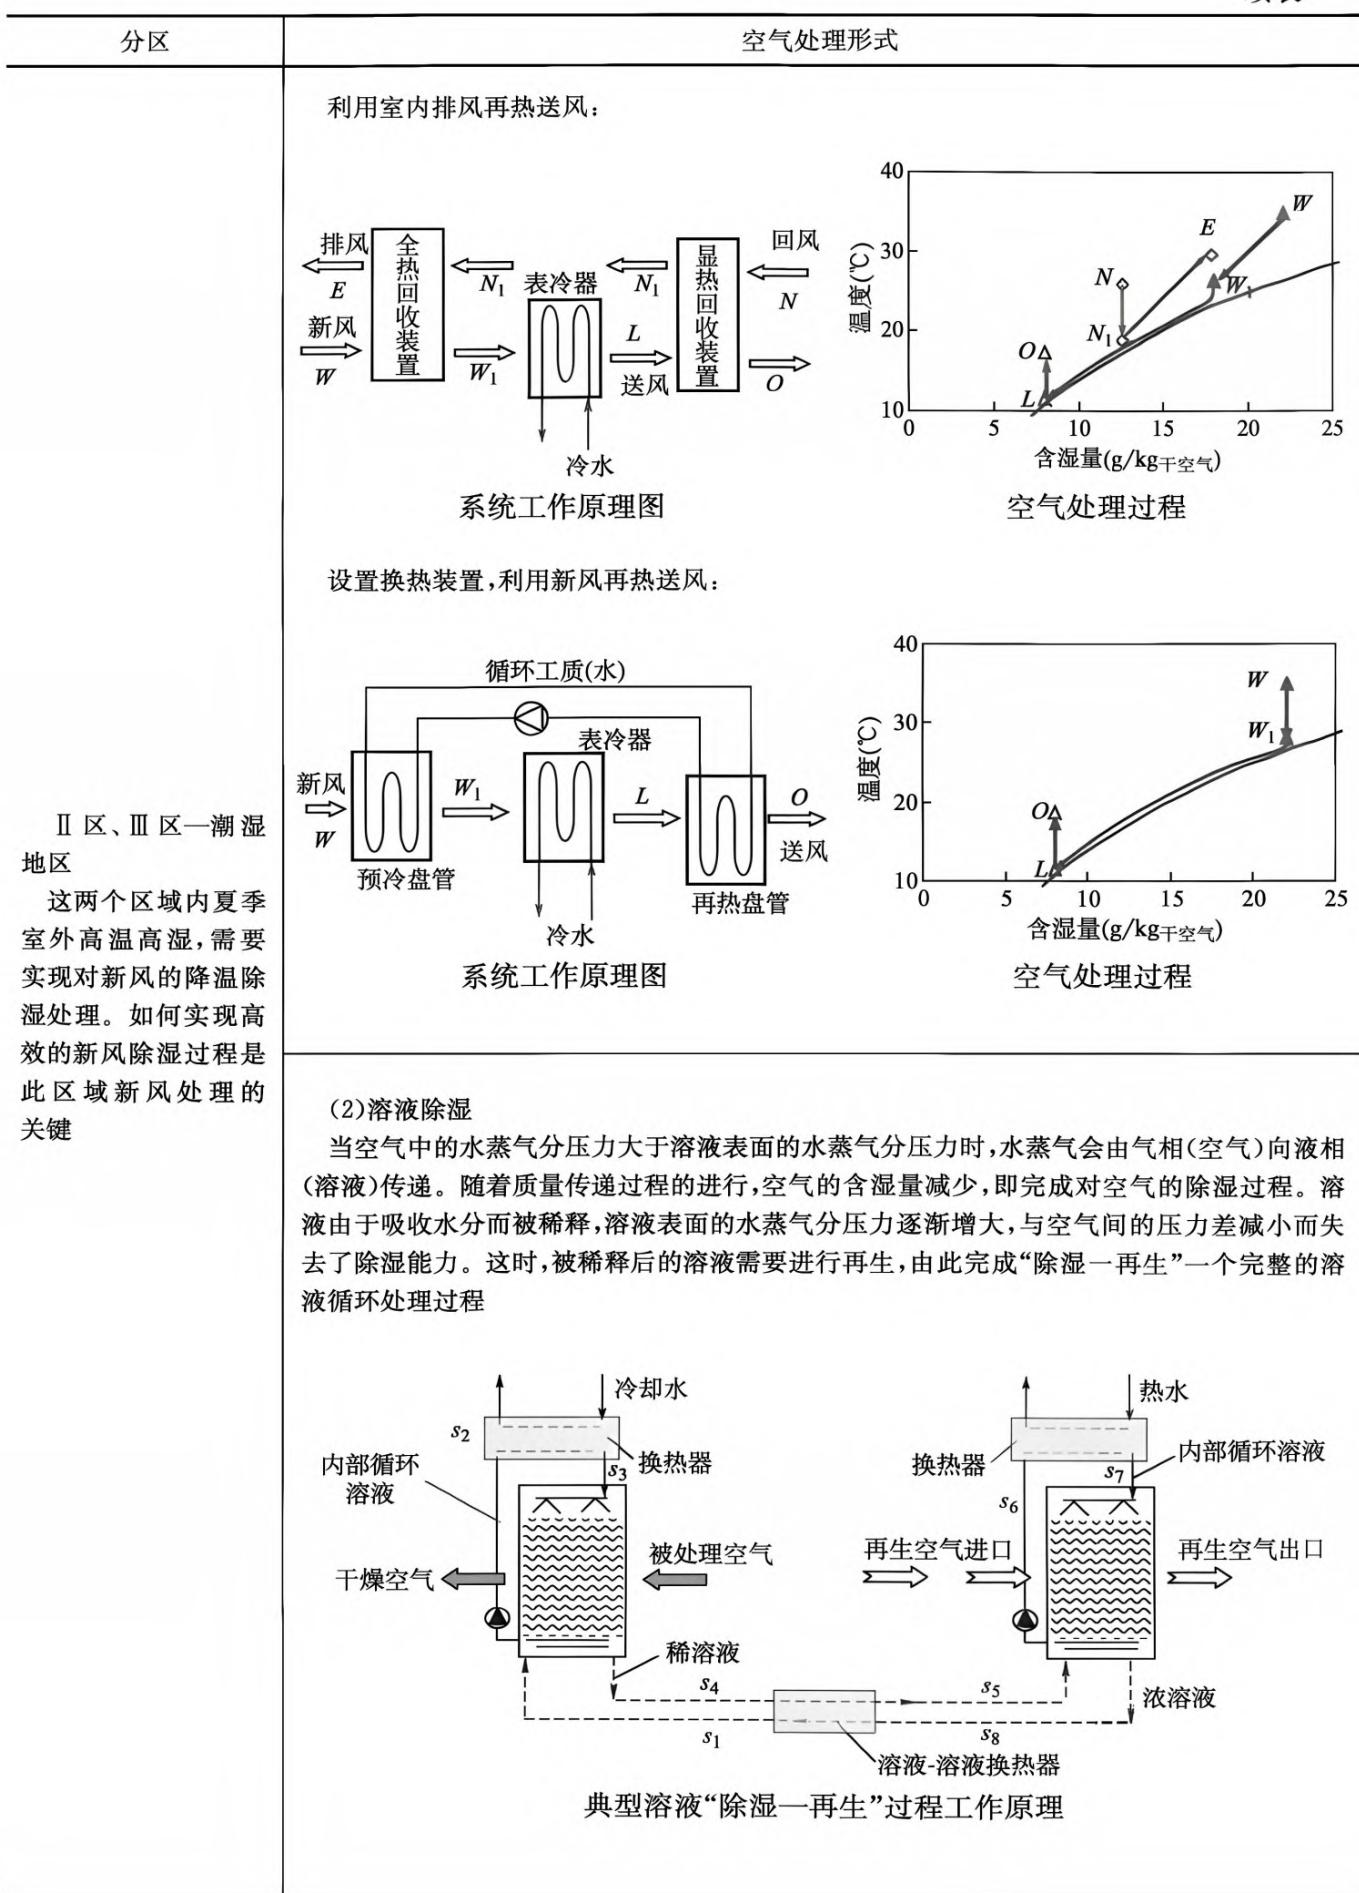 分区
空气处理形式
利用室内排风再热送风：
排风
E
新风
W
全热回收装置
N1
W1
表冷器
冷水
N1
L
送风
显热回收装置
回风
N
O
系统工作原理图
40
30
20
10
0
5
10
15
20
25
温度(℃)
含湿量(g/kg干空气)
W
E
W1
N
N1
O
L
空气处理过程
设置换热装置，利用新风再热送风：
循环工质(水)
新风
W
预冷盘管
W1
表冷器
冷水
L
再热盘管
O
送风
系统工作原理图
40
30
20
10
0
5
10
15
20
25
温度(℃)
含湿量(g/kg干空气)
W
W1
O
L
空气处理过程
Ⅱ区、Ⅲ区—潮湿
地区
这两个区域内夏季
室外高温高湿，需要
实现对新风的降温除
湿处理。如何实现高
效的新风除湿过程是
此区域新风处理的
关键
(2)溶液除湿
当空气中的水蒸气分压力大于溶液表面的水蒸气分压力时，水蒸气会由气相(空气)向液相
(溶液)传递。随着质量传递过程的进行，空气的含湿量减少，即完成对空气的除湿过程。溶
液由于吸收水分而被稀释，溶液表面的水蒸气分压力逐渐增大，与空气间的压力差减小而失
去了除湿能力。这时，被稀释后的溶液需要进行再生，由此完成“除湿—再生”一个完整的溶
液循环处理过程
冷却水
s2
换热器
s3
内部循环
溶液
干燥空气
被处理空气
稀溶液
s4
s1
热水
换热器
内部循环溶液
s7
s6
再生空气进口
再生空气出口
s5
s8
浓溶液
溶液-溶液换热器
典型溶液“除湿—再生”过程工作原理